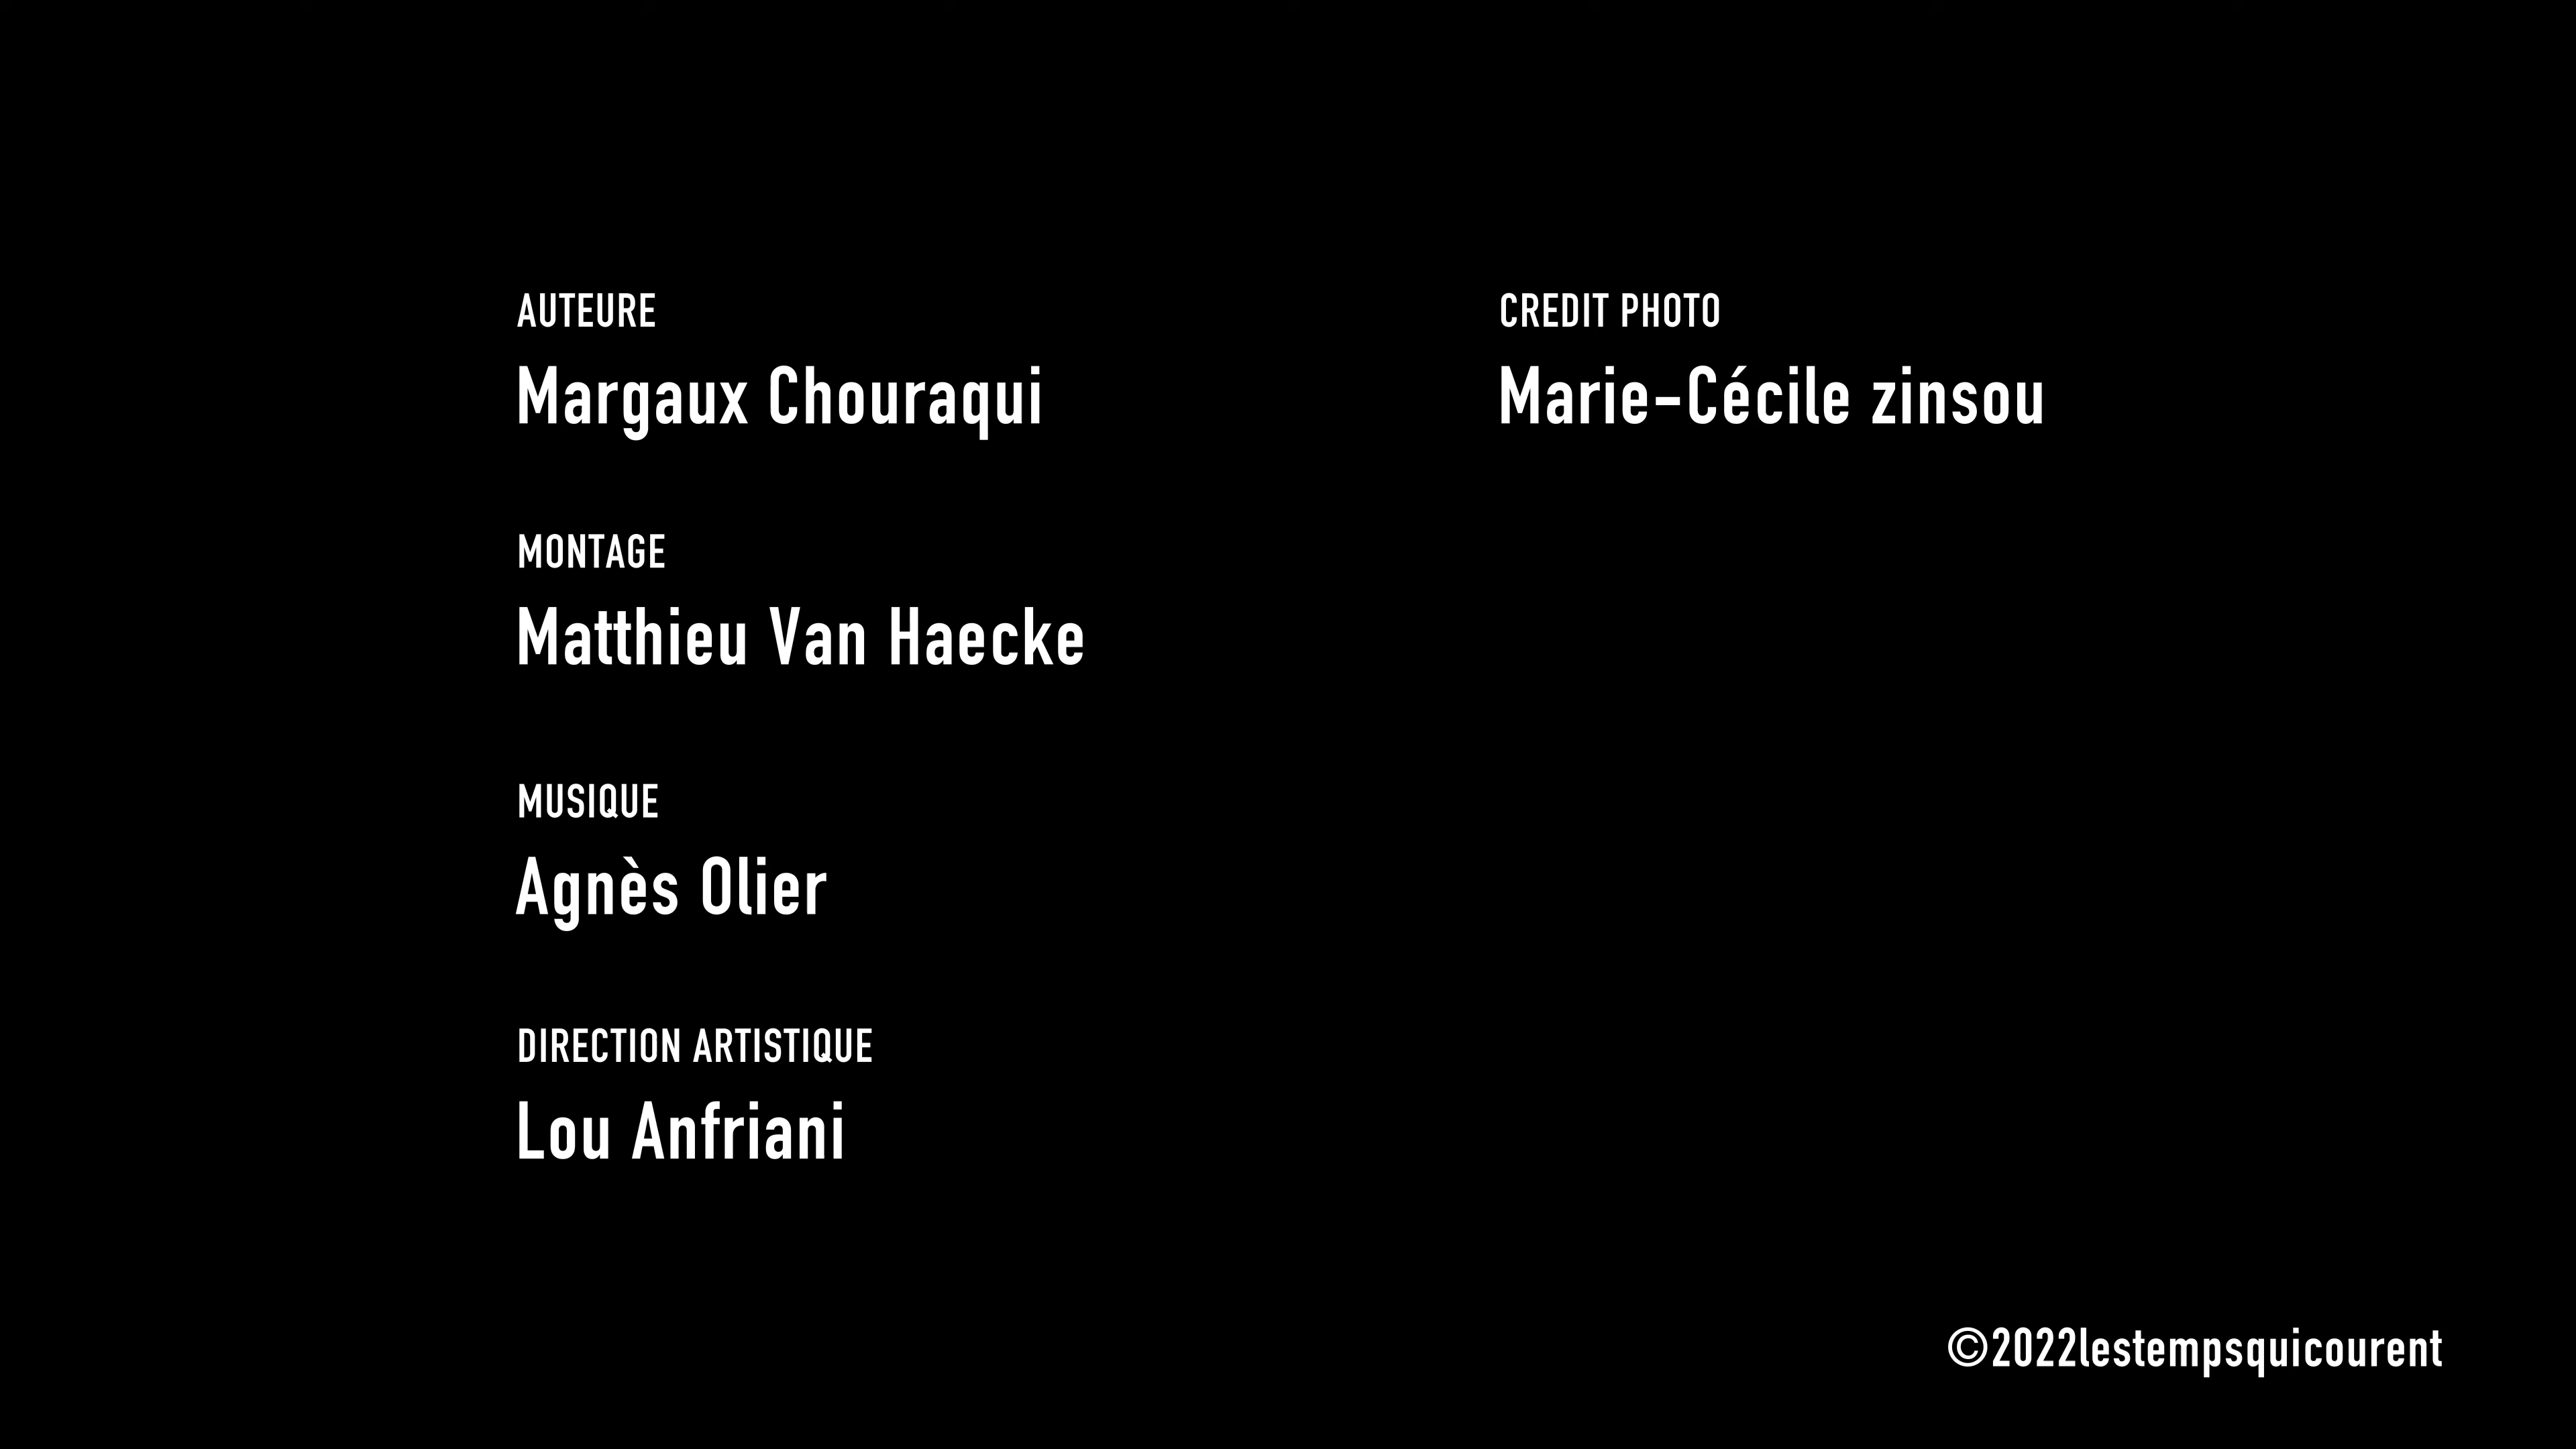 AUTEURE
Margaux Chouraqui
MONTAGE
Matthieu Van Haecke
MUSIQUE
Agnès Olier
DIRECTION ARTISTIQUE
Lou Anfriani
CREDIT PHOTO
Marie-Cécile zinsou
©2022lestempsquicourent